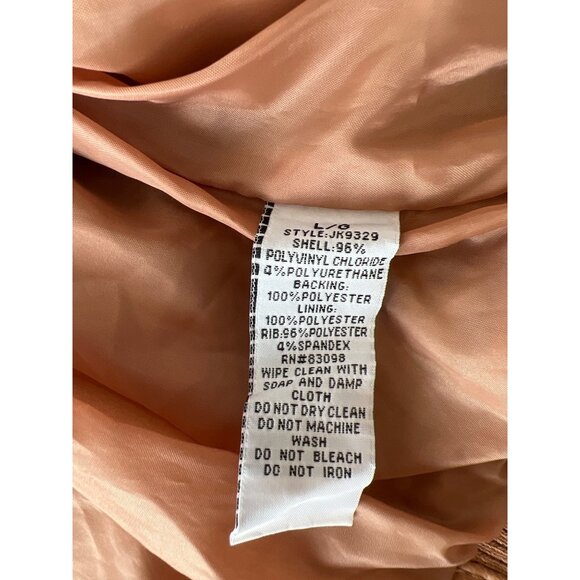 L/G
STYLE:JK9329
SHELL:96%
POLYVINYL CHLORIDE
4%POLYURETHANE
BACKING:
100%POLYESTER
LINING:
100%POLYESTER
RIB:96%POLYESTER
4%SPANDEX
RN#83098
WIPE CLEAN WITH
SOAP AND DAMP
CLOTH
DO NOT DRY CLEAN
DO NOT MACHINE
WASH
DO NOT BLEACH
DO NOT IRON